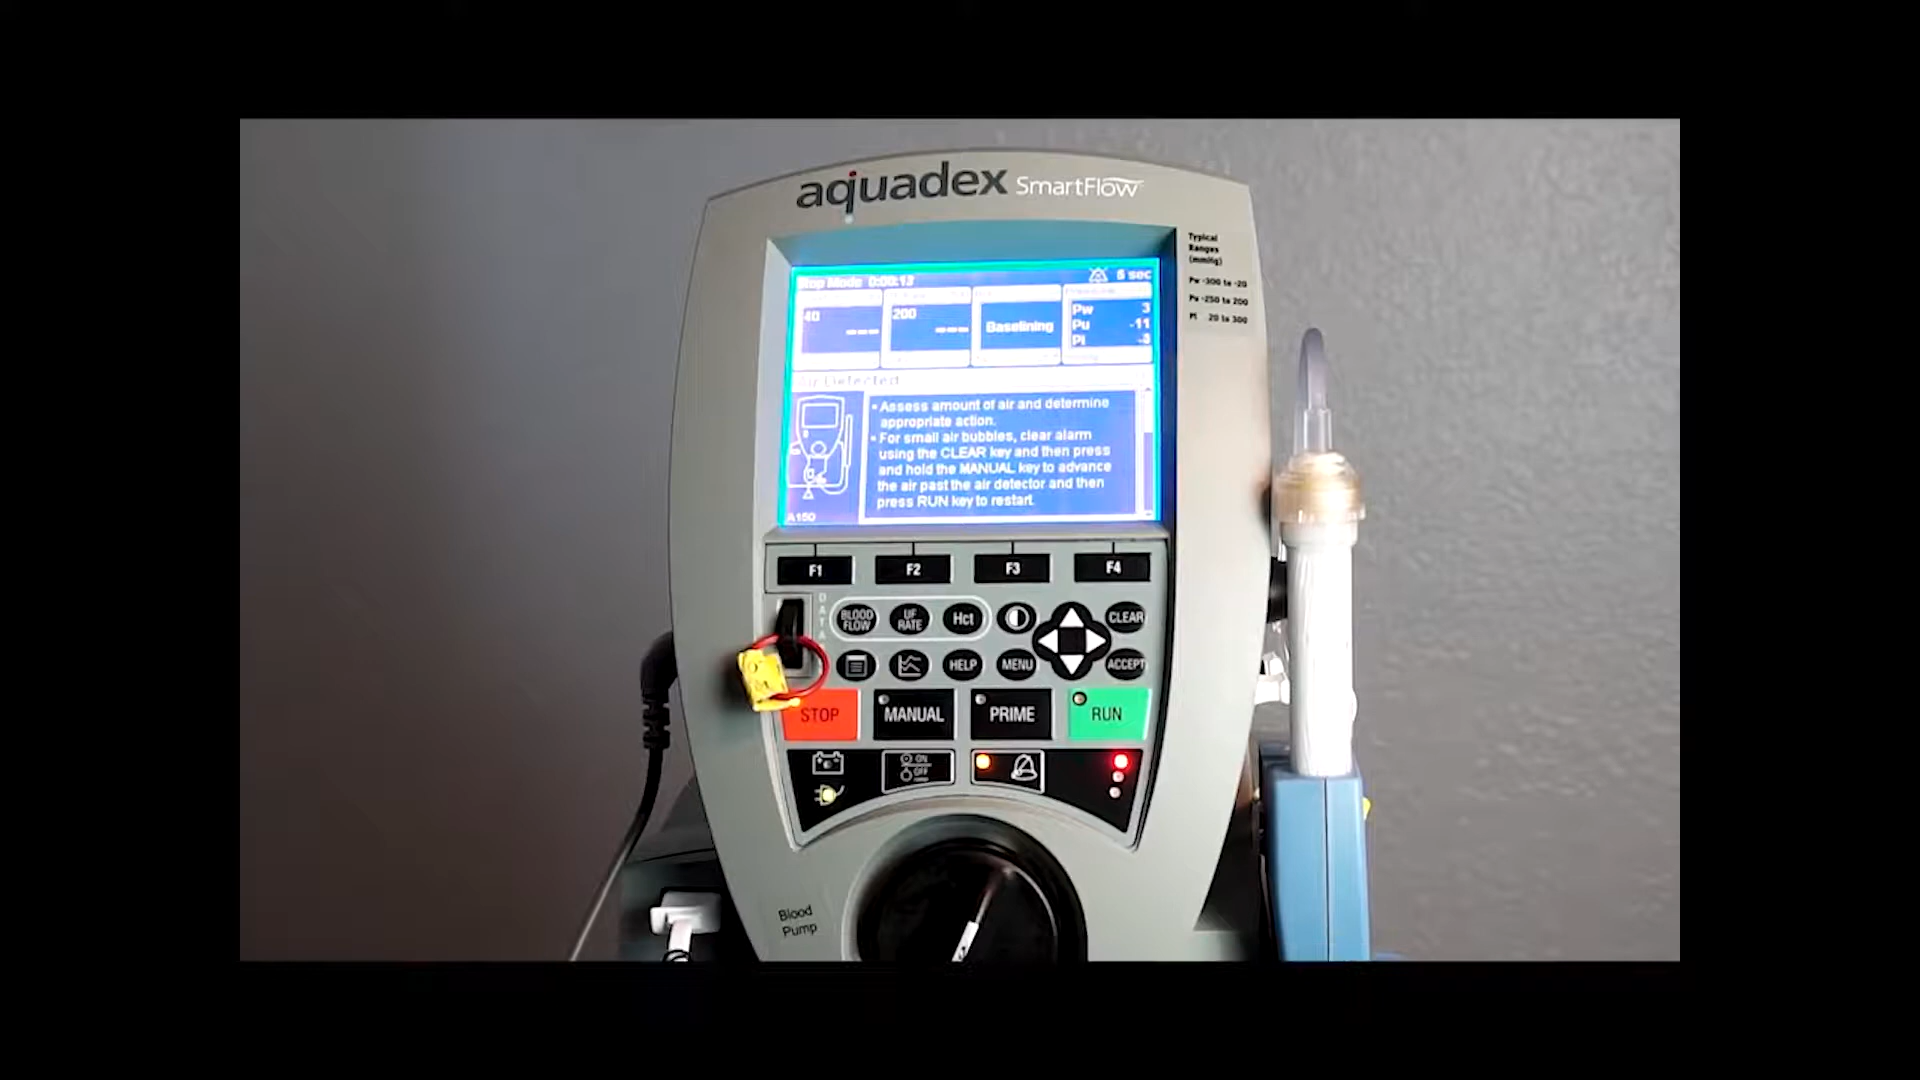 aquadex SmartFlow
Typical
Ranges
(mmHg)
Pw -300 to -20
Pu -250 to 200
Pi 20 to 300
Stop Mode 0:00:13
5 sec
40
200
Baselining
Pw 3
Pu -11
Pi -3
Air Detected
• Assess amount of air and determine
appropriate action.
• For small air bubbles, clear alarm
using the CLEAR key and then press
and hold the MANUAL key to advance
the air past the air detector and then
press RUN key to restart.
A150
F1 F2 F3 F4
DATA
BLOOD FLOW
UF RATE
Hct
CLEAR
HELP
MENU
ACCEPT
STOP
MANUAL
PRIME
RUN
ON
OFF
Blood
Pump